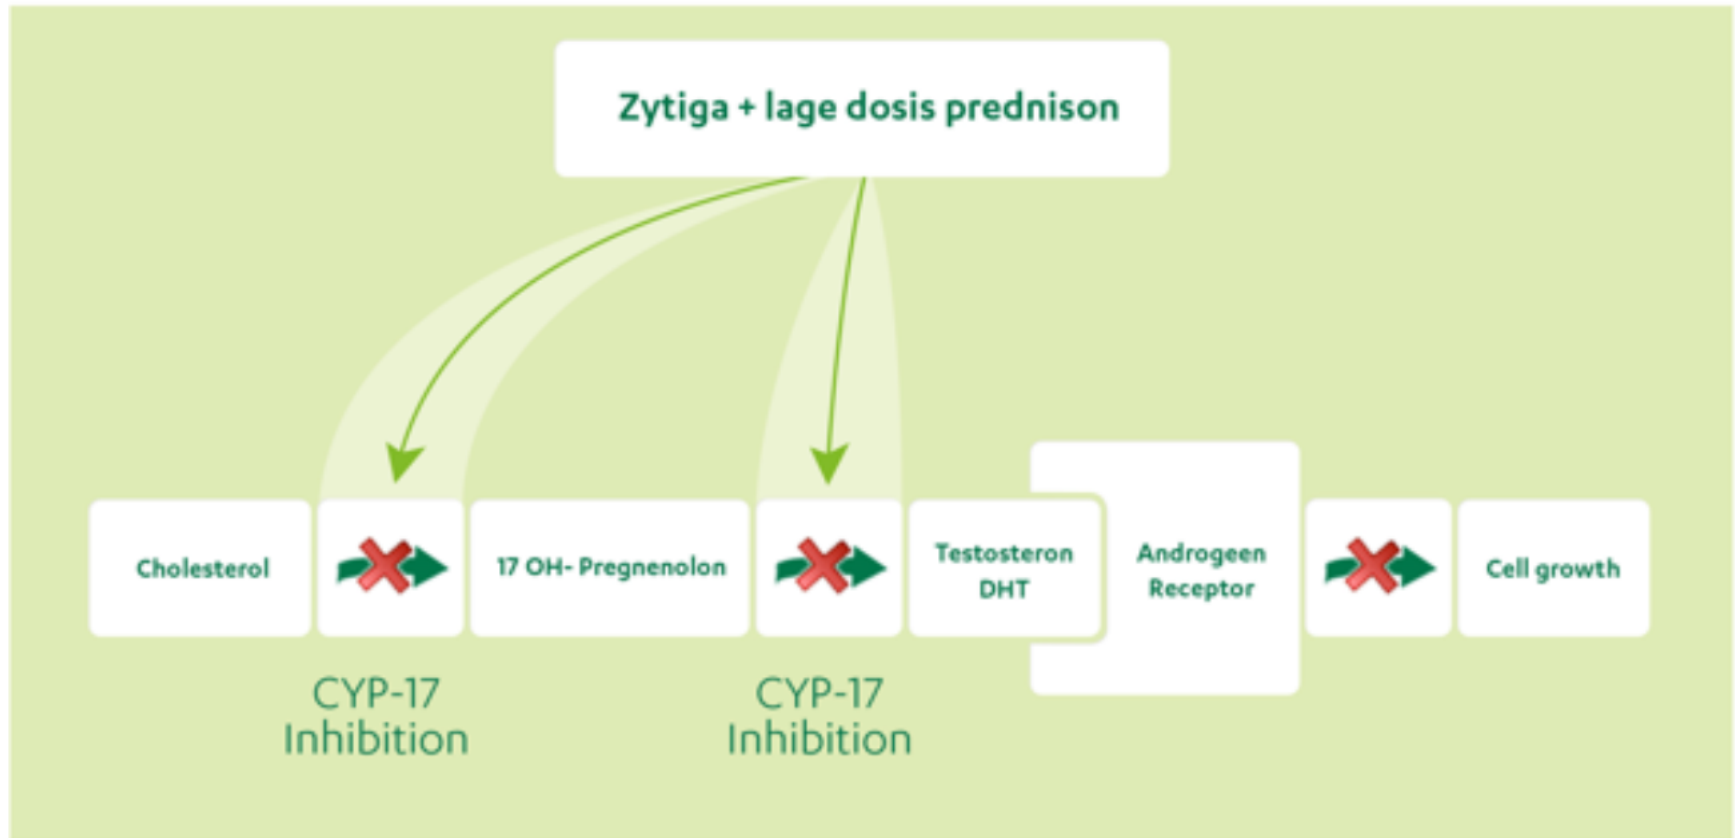 Zytiga + lage dosis prednison
Cholesterol
17 OH- Pregnenolon
Testosteron
DHT
Androgeen
Receptor
Cell growth
CYP-17
Inhibition
CYP-17
Inhibition